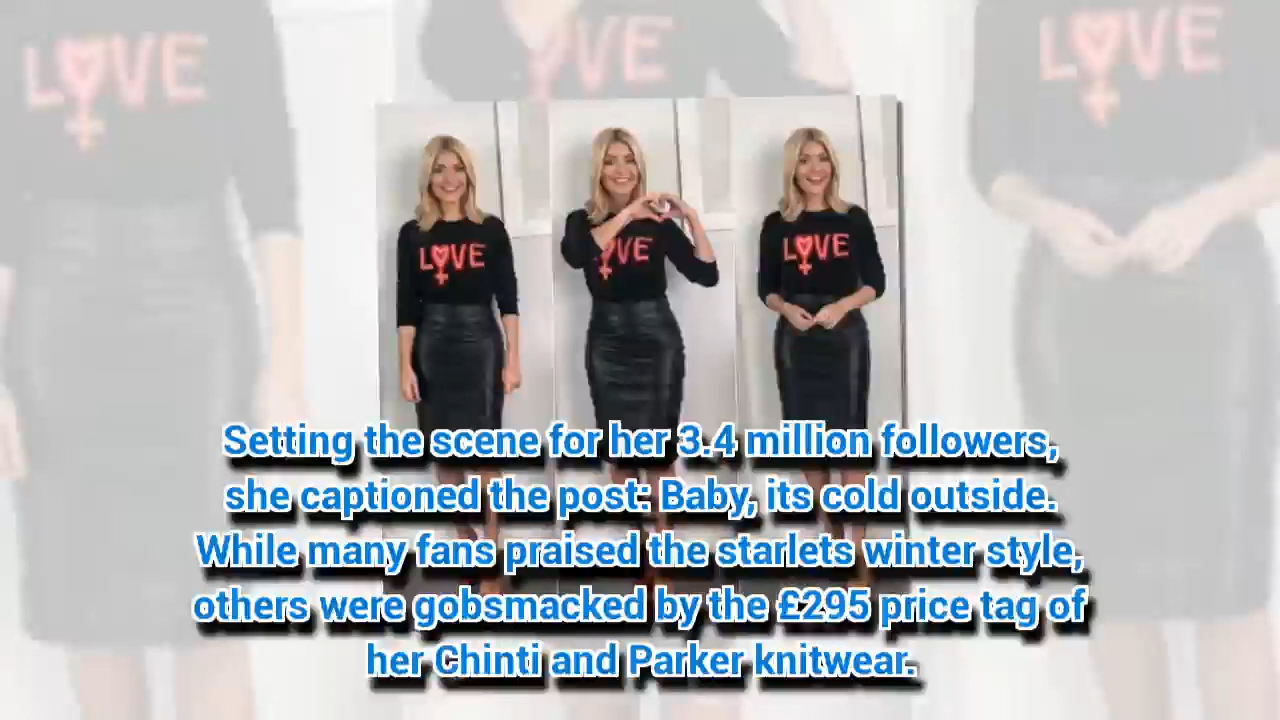 LOVE
VE
LOVE
LOVE
VE
LOVE
Setting the scene for her 3.4 million followers,
she captioned the post: Baby, its cold outside.
While many fans praised the starlets winter style,
others were gobsmacked by the £295 price tag of
her Chinti and Parker knitwear.